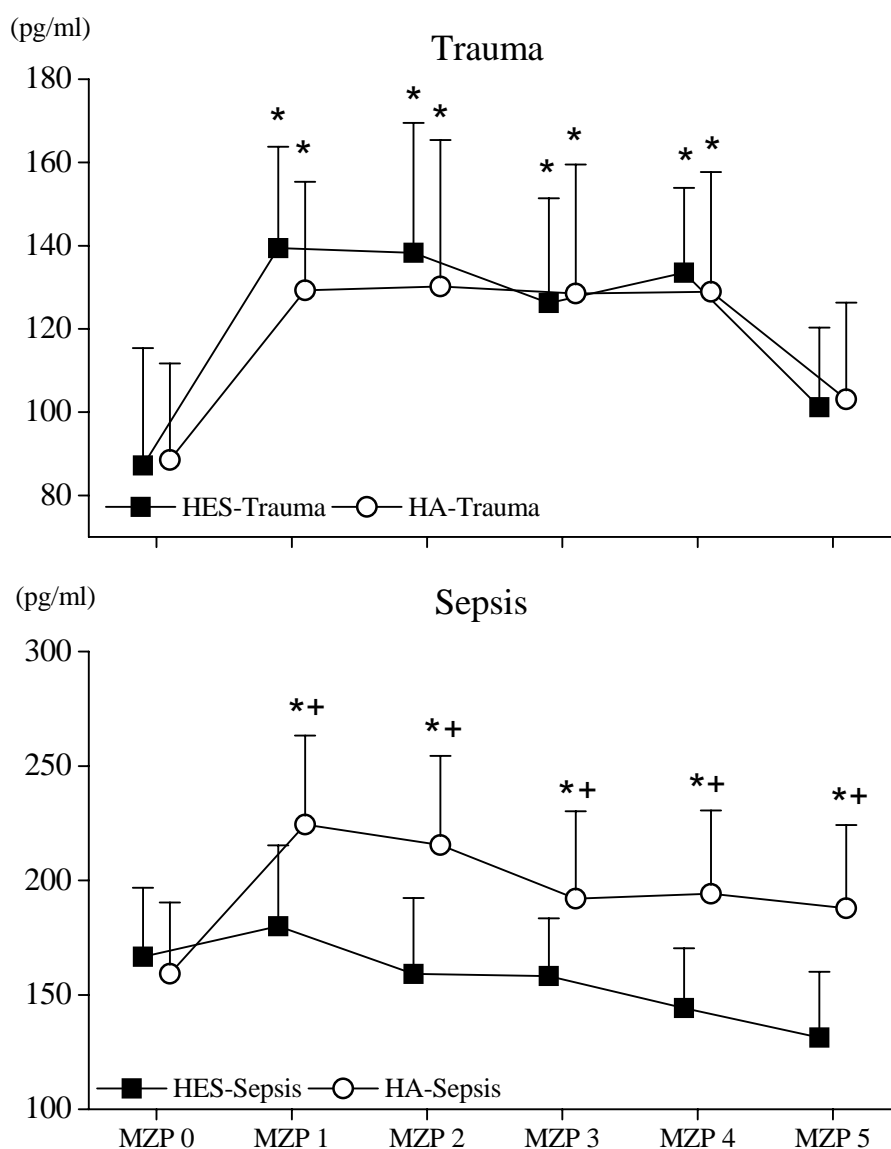 (pg/ml)
Trauma
180
* * * * * * * *
160
140
120
100
80
HES-Trauma HA-Trauma
(pg/ml)
Sepsis
300
*+ *+ *+ *+ *+
250
200
150
HES-Sepsis HA-Sepsis
100
MZP 0 MZP 1 MZP 2 MZP 3 MZP 4 MZP 5